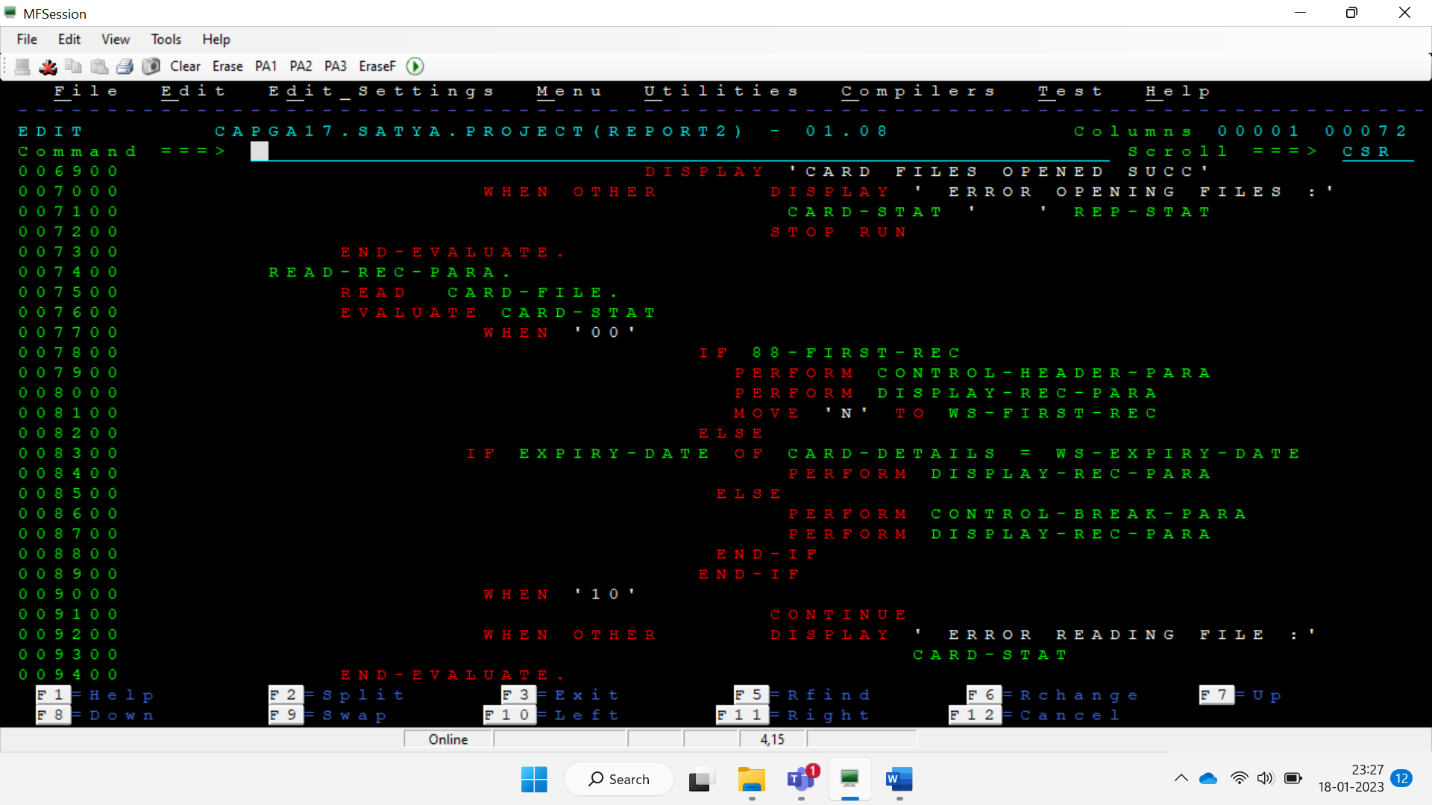 MFSession
File Edit View Tools Help
Clear Erase PA1 PA2 PA3 EraseF
File Edit Edit_Settings Menu Utilities Compilers Test Help
EDIT CAPGA17.SATYA.PROJECT(REPORT2) - 01.08 Columns 00001 00072
Command ===> Scroll ===> CSR
006900 DISPLAY 'CARD FILES OPENED SUCC'
007000 WHEN OTHER DISPLAY ' ERROR OPENING FILES :'
007100 CARD-STAT ' ' REP-STAT
007200 STOP RUN
007300 END-EVALUATE.
007400 READ-REC-PARA.
007500 READ CARD-FILE.
007600 EVALUATE CARD-STAT
007700 WHEN '00'
007800 IF 88-FIRST-REC
007900 PERFORM CONTROL-HEADER-PARA
008000 PERFORM DISPLAY-REC-PARA
008100 MOVE 'N' TO WS-FIRST-REC
008200 ELSE
008300 IF EXPIRY-DATE OF CARD-DETAILS = WS-EXPIRY-DATE
008400 PERFORM DISPLAY-REC-PARA
008500 ELSE
008600 PERFORM CONTROL-BREAK-PARA
008700 PERFORM DISPLAY-REC-PARA
008800 END-IF
008900 END-IF
009000 WHEN '10'
009100 CONTINUE
009200 WHEN OTHER DISPLAY ' ERROR READING FILE :'
009300 CARD-STAT
009400 END-EVALUATE.
F1=Help F2=Split F3=Exit F5=Rfind F6=Rchange F7=Up
F8=Down F9=Swap F10=Left F11=Right F12=Cancel
Online 4,15
Search 1 23:27
18-01-2023 12